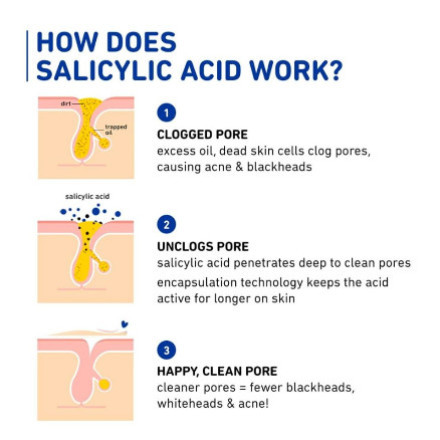 HOW DOES
SALICYLIC ACID WORK?
dirt
trapped
oil
1
CLOGGED PORE
excess oil, dead skin cells clog pores,
causing acne & blackheads
salicylic acid
2
UNCLOGS PORE
salicylic acid penetrates deep to clean pores
encapsulation technology keeps the acid
active for longer on skin
3
HAPPY, CLEAN PORE
cleaner pores = fewer blackheads,
whiteheads & acne!